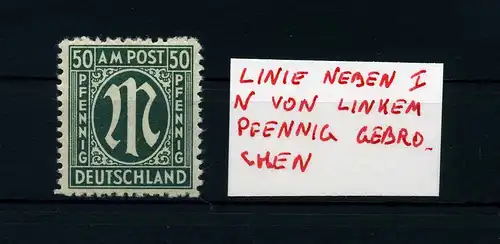 50 AM POST 50
PFENNIG
M
PFENNIG
DEUTSCHLAND
LINIE NEBEN I
N VON LINKEM
PFENNIG GEBRO-
CHEN